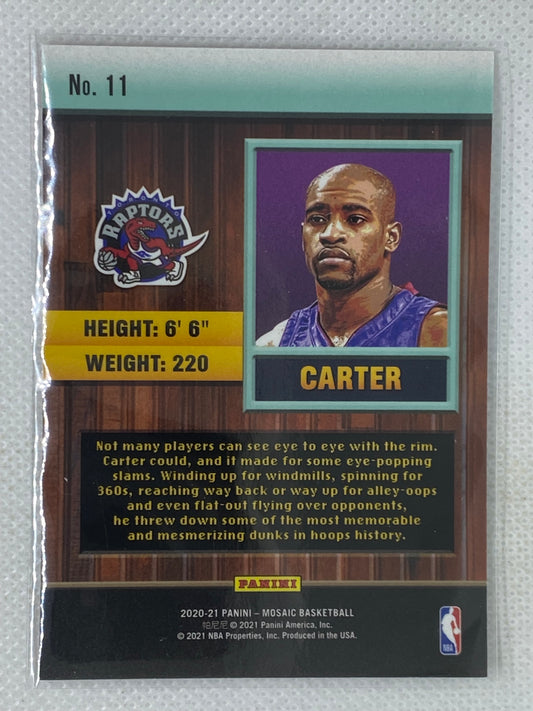 No. 11
TORONTO
RAPTORS
HEIGHT: 6' 6"
WEIGHT: 220
CARTER
Not many players can see eye to eye with the rim.
Carter could, and it made for some eye-popping
slams. Winding up for windmills, spinning for
360s, reaching way back or way up for alley-oops
and even flat-out flying over opponents,
he threw down some of the most memorable
and mesmerizing dunks in hoops history.
PANINI
2020-21 PANINI – MOSAIC BASKETBALL
帕尼尼 © 2021 Panini America, Inc.
© 2021 NBA Properties, Inc. Produced in the USA.
NBA